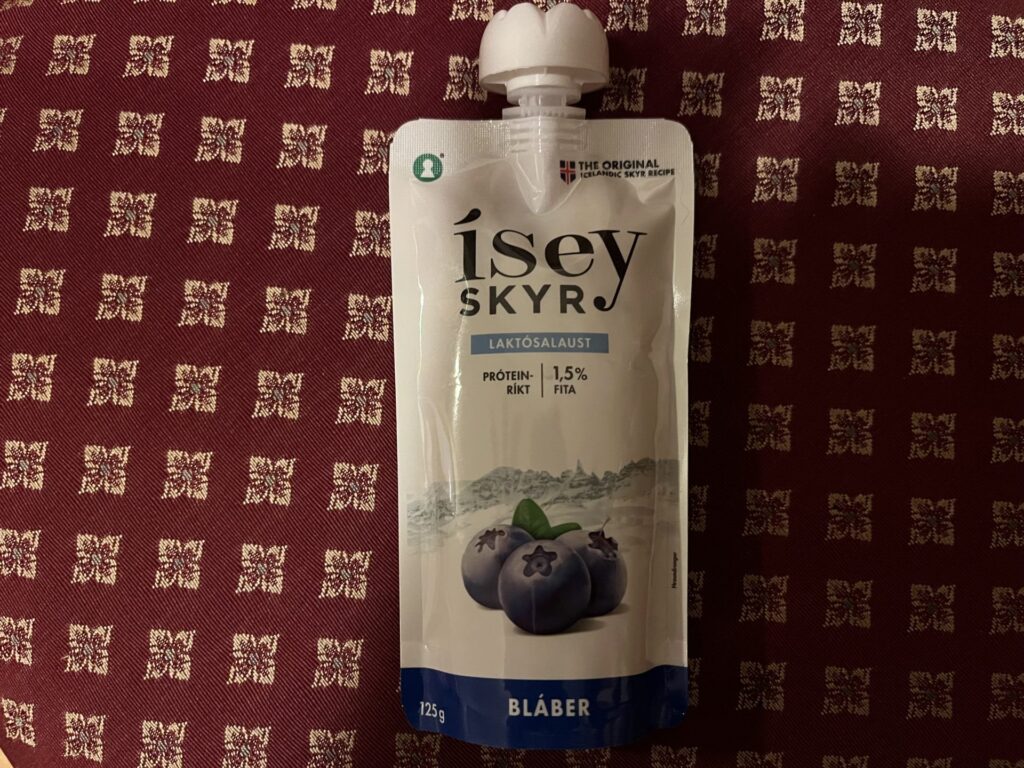 THE ORIGINAL
ICELANDIC SKYR RECIPE
ísey
SKYR
LAKTÓSALAUST
PRÓTEIN-
RÍKT
1,5%
FITA
125g
BLÁBER